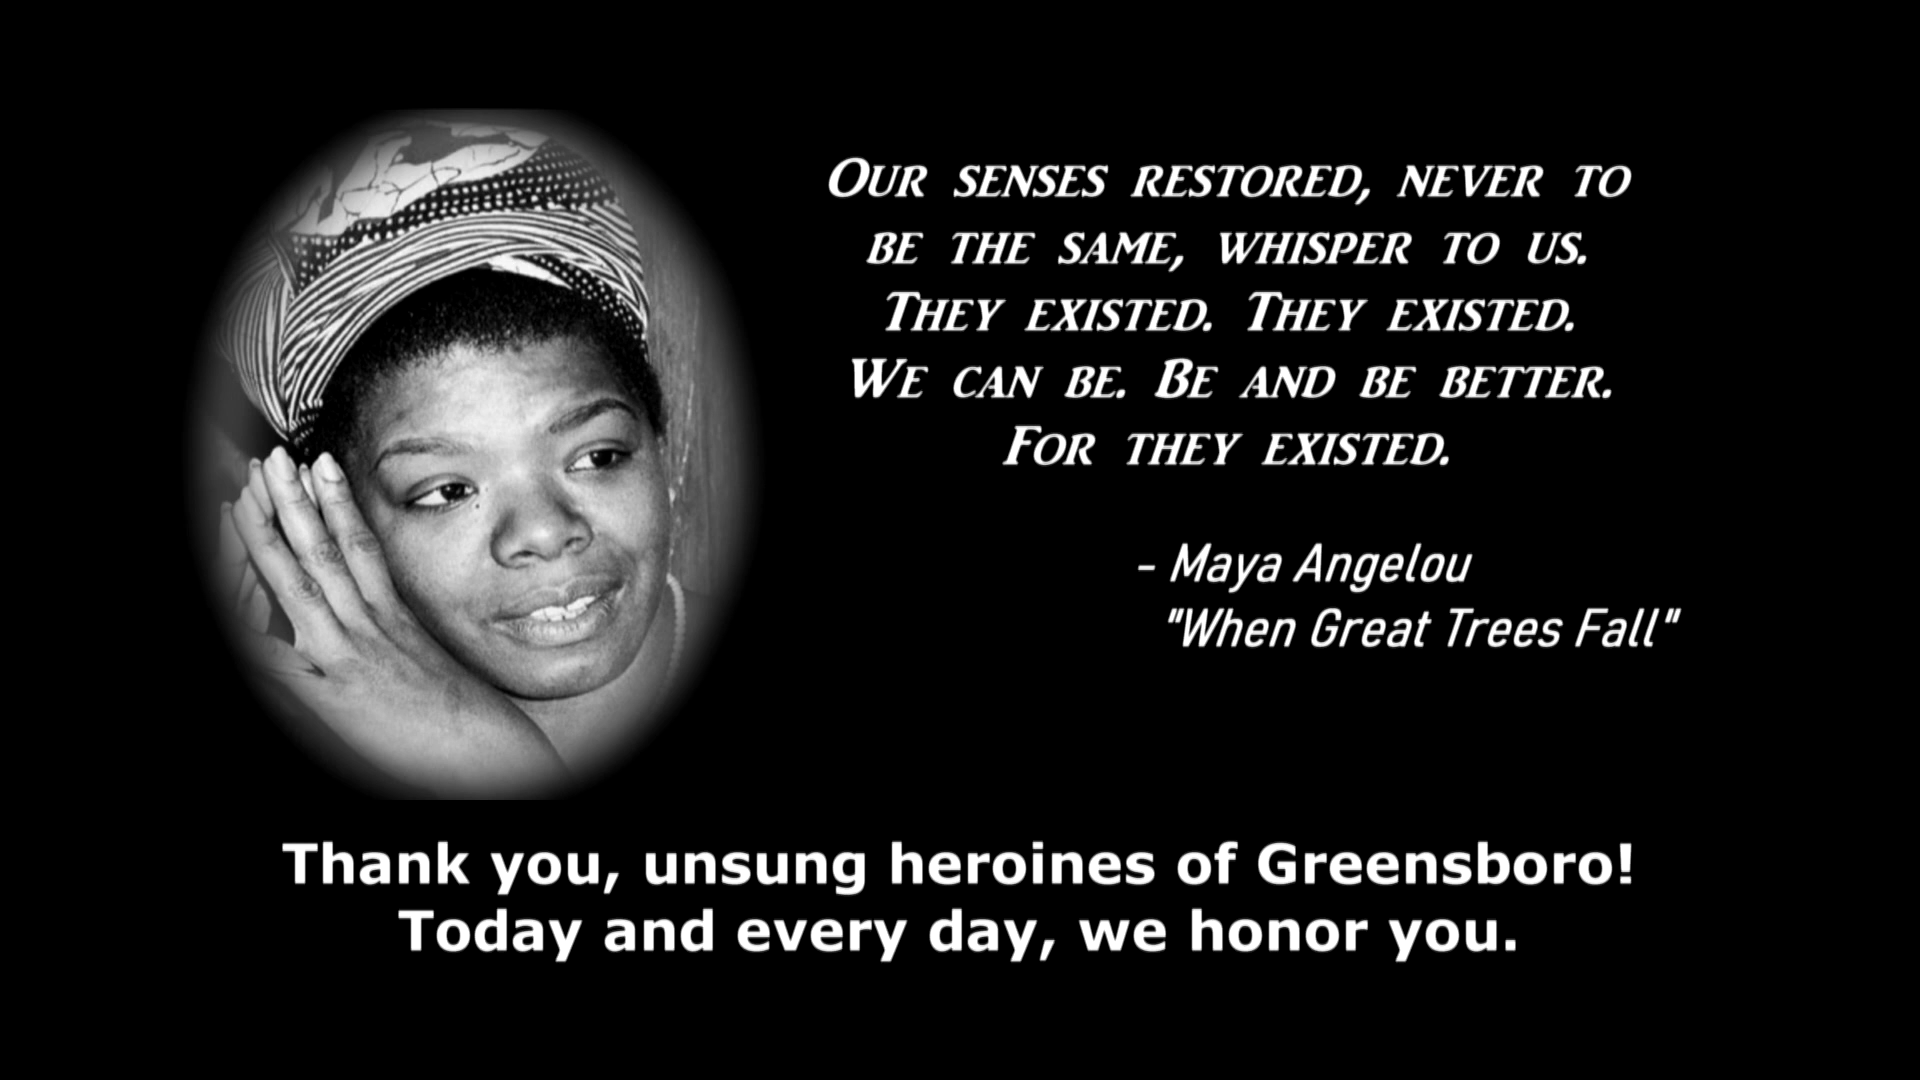 Our senses restored, never to
be the same, whisper to us.
They existed. They existed.
We can be. Be and be better.
For they existed.
- Maya Angelou
"When Great Trees Fall"
Thank you, unsung heroines of Greensboro!
Today and every day, we honor you.